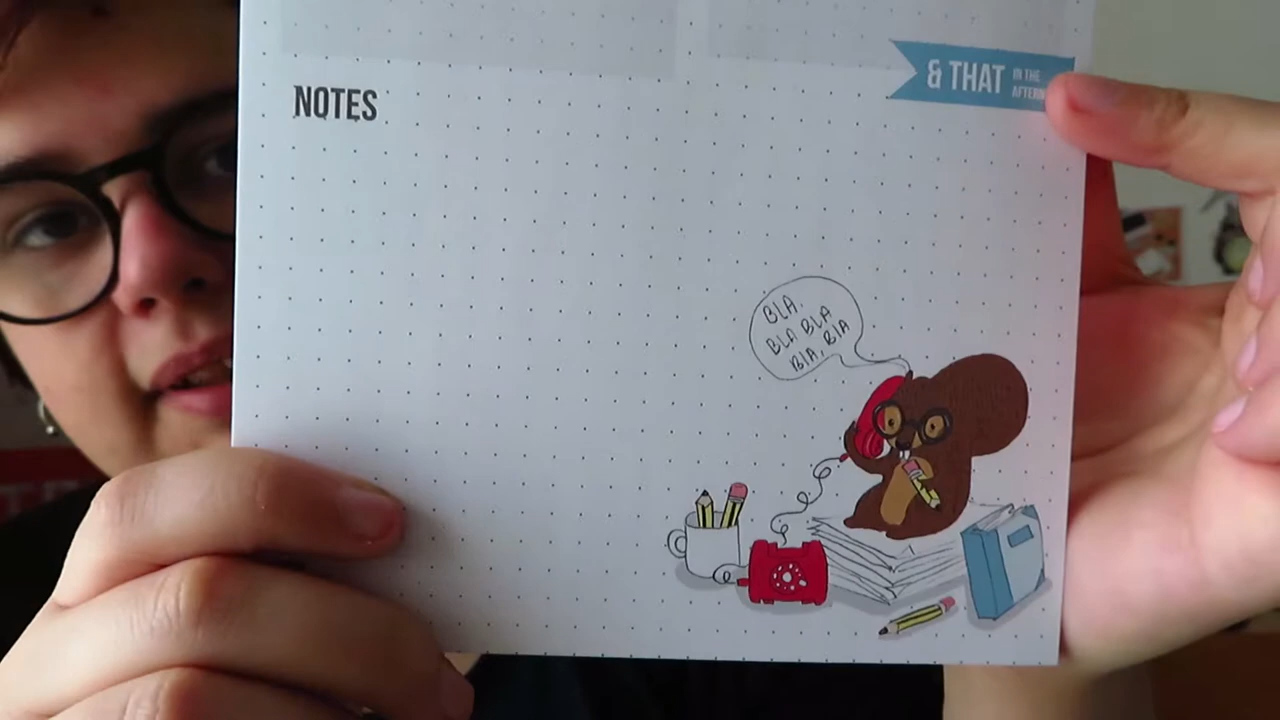 & THAT
IN THE
NOTES
BLA,
BLA BLA
BLA, BLA